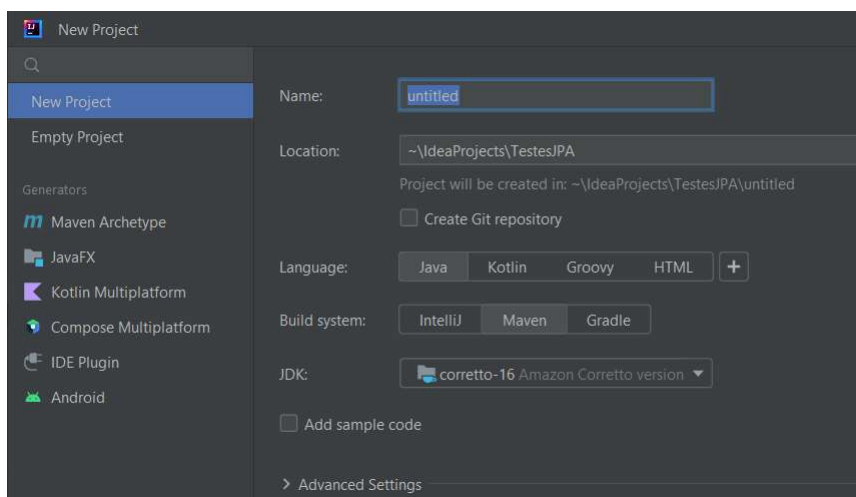 New Project
New Project
Empty Project
Generators
Maven Archetype
JavaFX
Kotlin Multiplatform
Compose Multiplatform
IDE Plugin
Android
Name: untitled
Location: ~\IdeaProjects\TestesJPA
Project will be created in: ~\IdeaProjects\TestesJPA\untitled
Create Git repository
Language: Java Kotlin Groovy HTML +
Build system: IntelliJ Maven Gradle
JDK: corretto-16 Amazon Corretto version
Add sample code
Advanced Settings